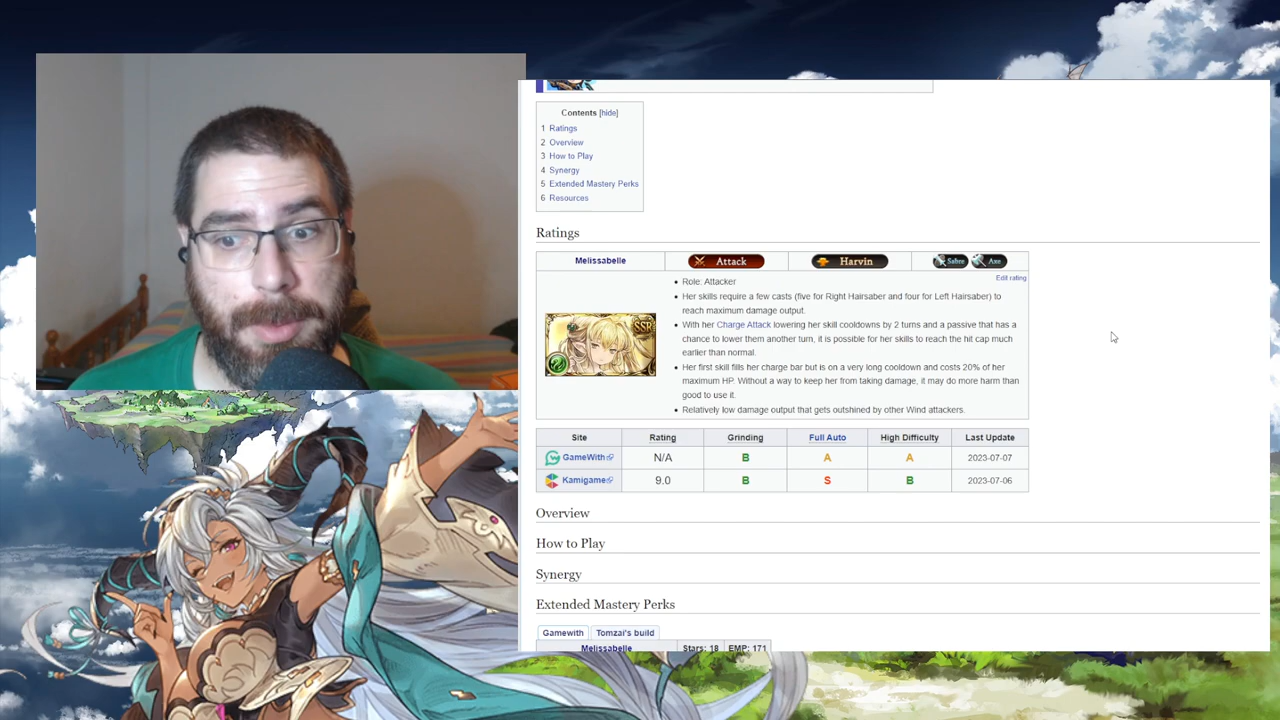 Contents [hide]
1 Ratings
2 Overview
3 How to Play
4 Synergy
5 Extended Mastery Perks
6 Resources
Ratings
Melissabelle Attack Harvin Sabre Axe
Edit rating
SSR
• Role: Attacker
• Her skills require a few casts (five for Right Hairsaber and four for Left Hairsaber) to
reach maximum damage output.
• With her Charge Attack lowering her skill cooldowns by 2 turns and a passive that has a
chance to lower them another turn, it is possible for her skills to reach the hit cap much
earlier than normal.
• Her first skill fills her charge bar but is on a very long cooldown and costs 20% of her
maximum HP. Without a way to keep her from taking damage, it may do more harm than
good to use it.
• Relatively low damage output that gets outshined by other Wind attackers.
Site Rating Grinding Full Auto High Difficulty Last Update
GameWith N/A B A A 2023-07-07
Kamigame 9.0 B S B 2023-07-06
Overview
How to Play
Synergy
Extended Mastery Perks
Gamewith Tomzai's build
Melissabelle Stars: 18 EMP: 171